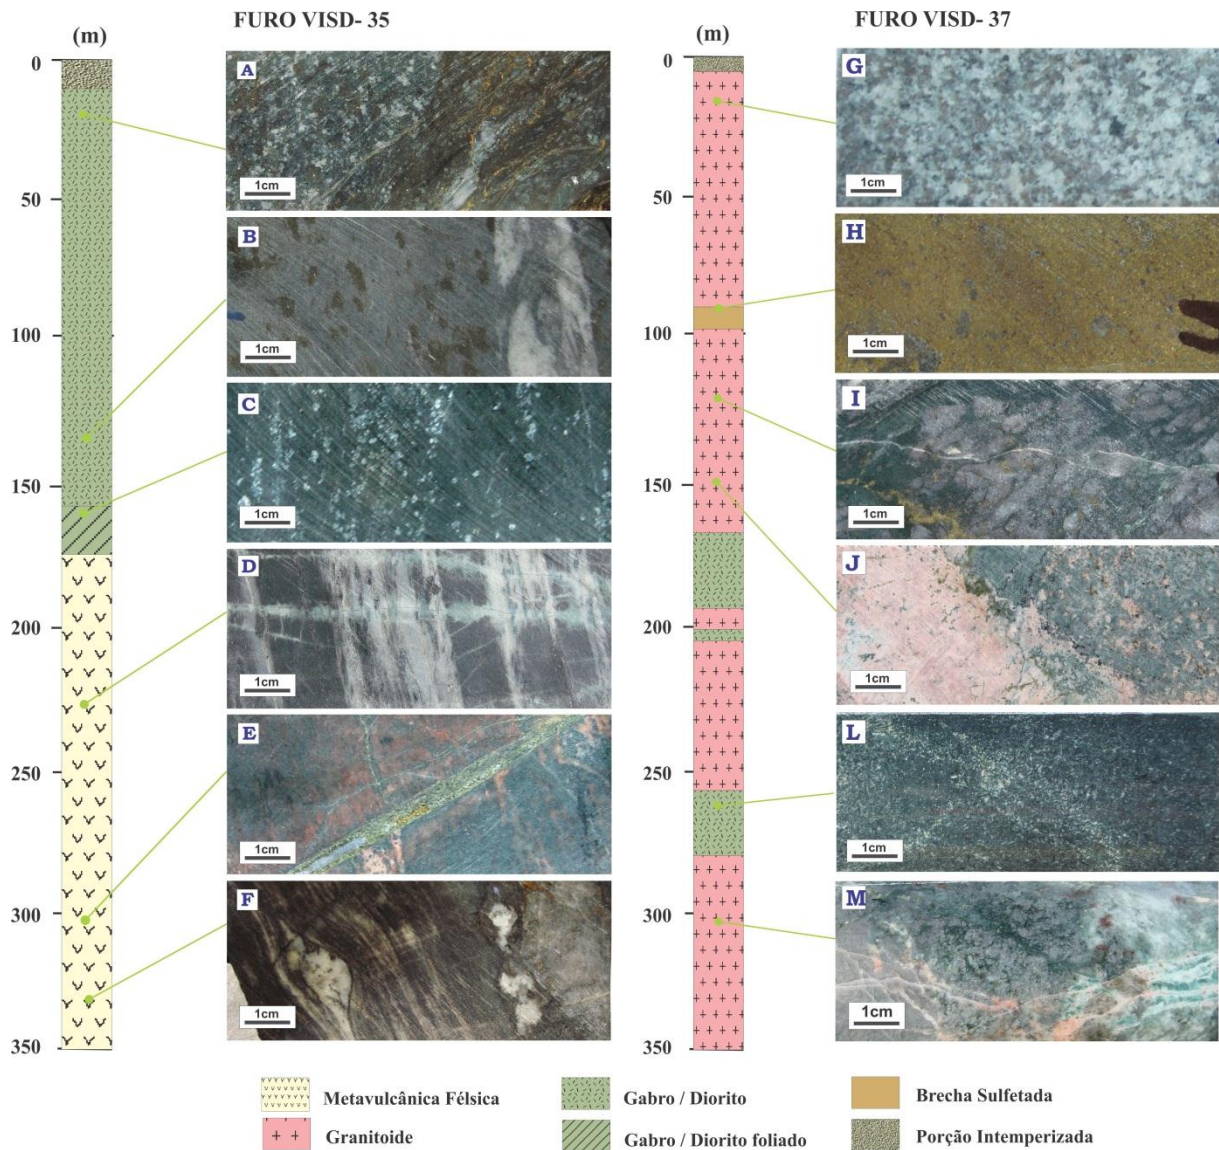 FURO VISD- 35
(m)
0
50
100
150
200
250
300
350
A
1cm
B
1cm
C
1cm
D
1cm
E
1cm
F
1cm
FURO VISD- 37
(m)
0
50
100
150
200
250
300
350
G
1cm
H
1cm
I
1cm
J
1cm
L
1cm
M
1cm
Metavulcânica Félsica
Gabro / Diorito
Brecha Sulfetada
Granitoide
Gabro / Diorito foliado
Porção Intemperizada